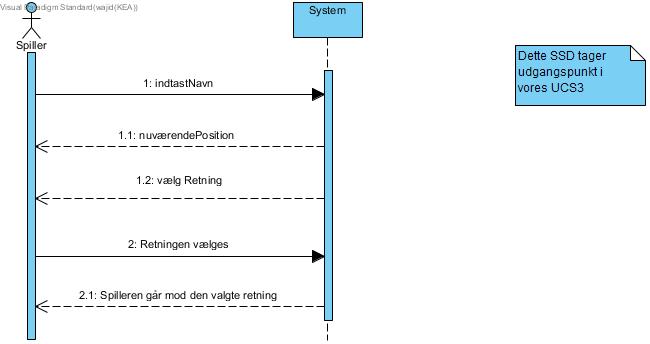 Visual Paradigm Standard(wajid(KEA))
System
Spiller
Dette SSD tager
udgangspunkt i
vores UCS3
1: indtastNavn
1.1: nuværendePosition
1.2: vælg Retning
2: Retningen vælges
2.1: Spilleren går mod den valgte retning